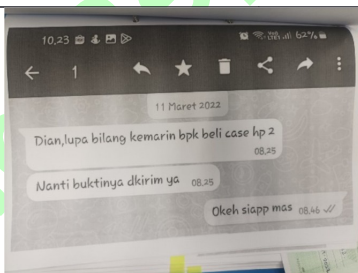 10.23 62%
1
11 Maret 2022
Dian,lupa bilang kemarin bpk beli case hp 2
08.25
Nanti buktinya dkirim ya 08.25
Okeh siapp mas 08.46